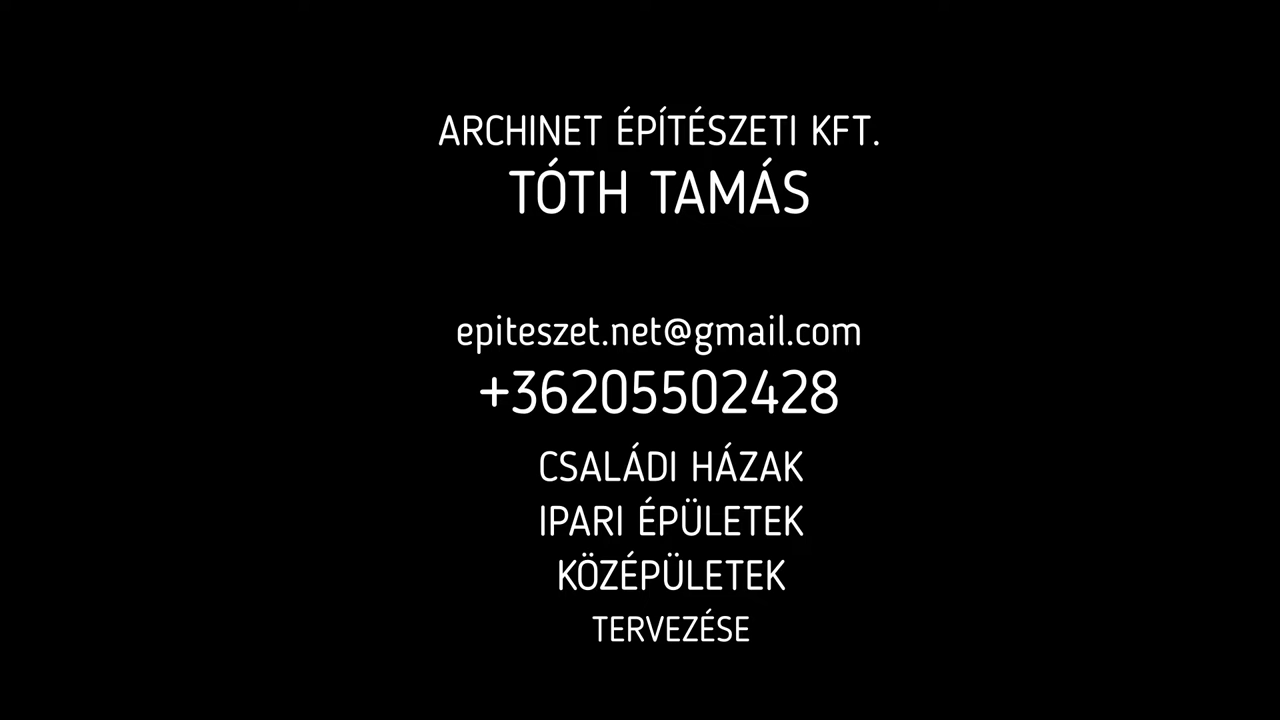 ARCHINET ÉPÍTÉSZETI KFT.
TÓTH TAMÁS
epiteszet.net@gmail.com
+36205502428
CSALÁDI HÁZAK
IPARI ÉPÜLETEK
KÖZÉPÜLETEK
TERVEZÉSE